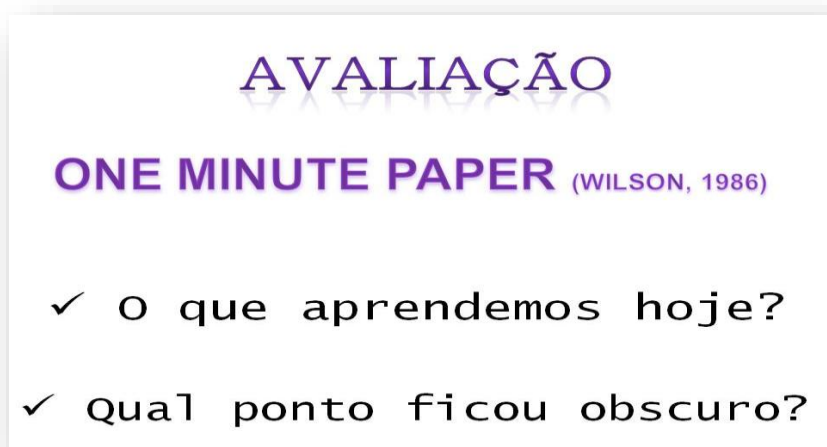 AVALIAÇÃO
ONE MINUTE PAPER (WILSON, 1986)
✓ O que aprendemos hoje?
✓ Qual ponto ficou obscuro?